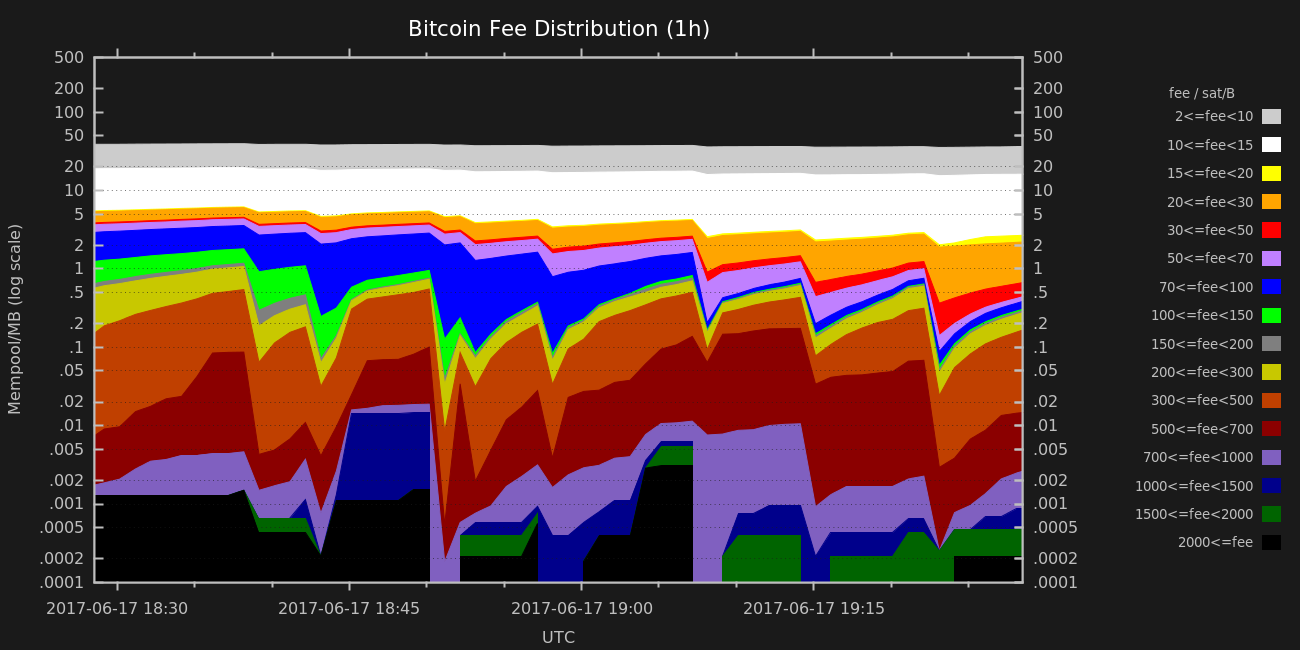 Bitcoin Fee Distribution (1h)
500
200
100
50
20
10
5
2
1
.5
.2
.1
.05
.02
.01
.005
.002
.001
.0005
.0002
.0001
Mempool/MB (log scale)
500
200
100
50
20
10
5
2
1
.5
.2
.1
.05
.02
.01
.005
.002
.001
.0005
.0002
.0001
2017-06-17 18:30
2017-06-17 18:45
2017-06-17 19:00
2017-06-17 19:15
UTC
fee / sat/B
2<=fee<10
10<=fee<15
15<=fee<20
20<=fee<30
30<=fee<50
50<=fee<70
70<=fee<100
100<=fee<150
150<=fee<200
200<=fee<300
300<=fee<500
500<=fee<700
700<=fee<1000
1000<=fee<1500
1500<=fee<2000
2000<=fee